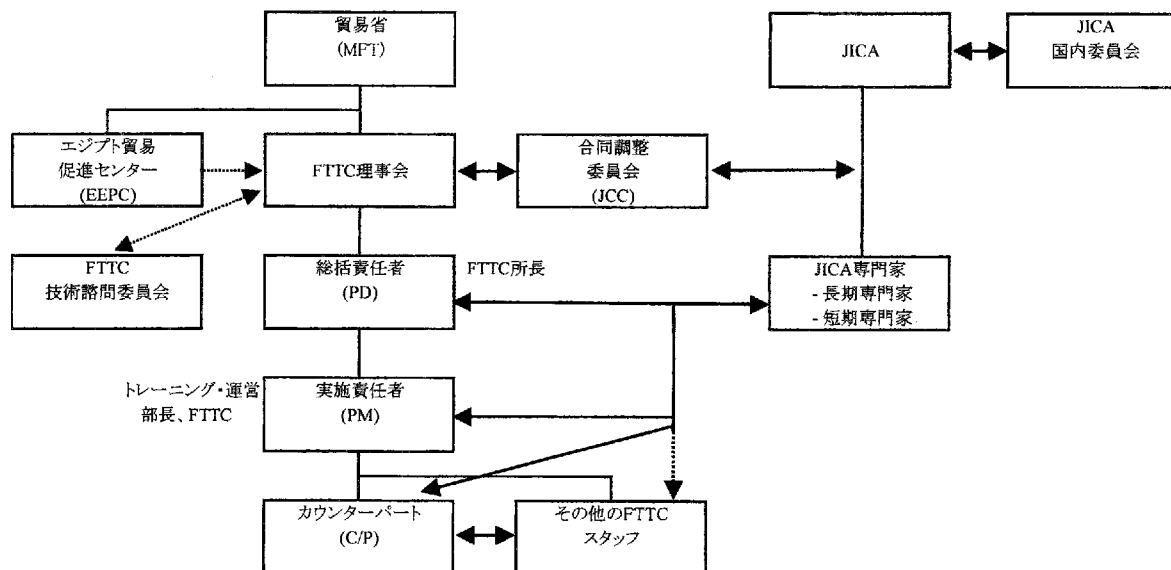 貿易省
(MFT)
JICA
JICA
国内委員会
エジプト貿易
促進センター
(EEPC)
FTTC理事会
合同調整
委員会
(JCC)
FTTC
技術諮問委員会
総括責任者
(PD)
FTTC所長
JICA専門家
- 長期専門家
- 短期専門家
トレーニング・運営
部長、FTTC
実施責任者
(PM)
カウンターパート
(C/P)
その他のFTTC
スタッフ